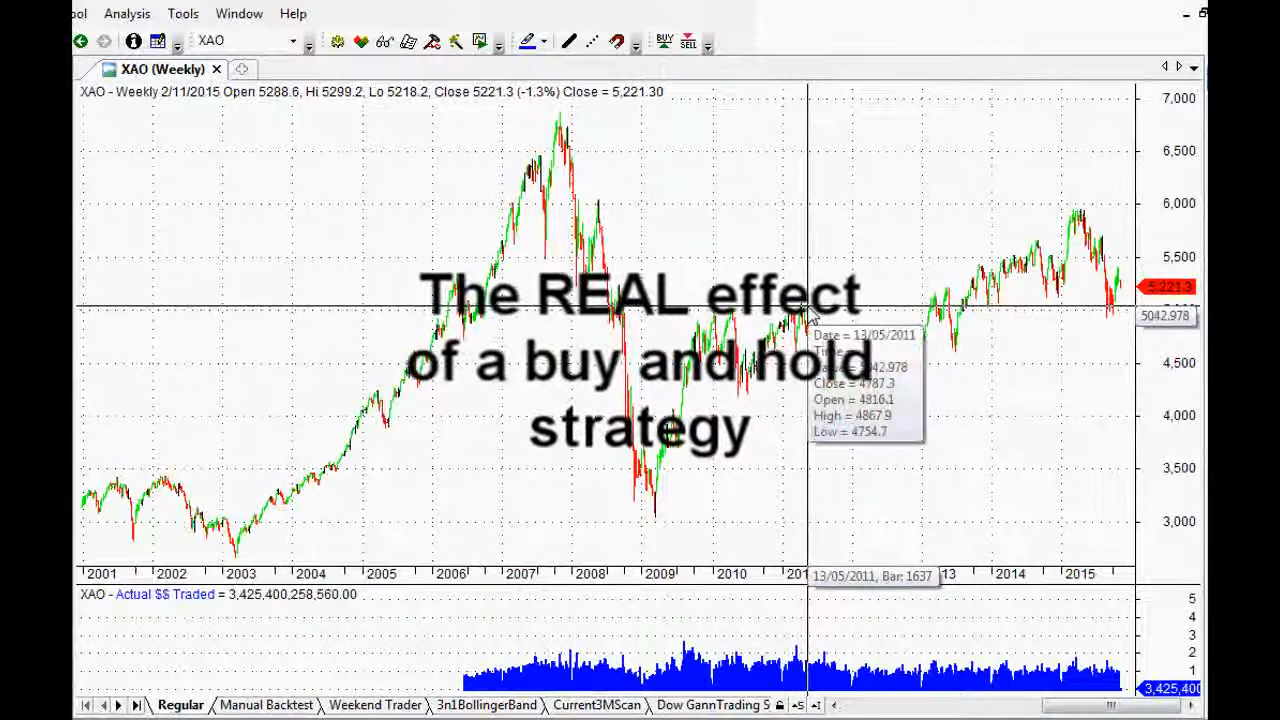 ol Analysis Tools Window Help
XAO BUY SELL
XAO (Weekly)
XAO - Weekly 2/11/2015 Open 5288.6, Hi 5299.2, Lo 5218.2, Close 5221.3 (-1.3%) Close = 5,221.30
7,000
6,500
6,000
5,500
5,221.3
5042.978
4,500
4,000
3,500
3,000
The REAL effect
of a buy and hold
strategy
Date = 13/05/2011
Close = 4787.3
Open = 4816.1
High = 4867.9
Low = 4754.7
2001 2002 2003 2004 2005 2006 2007 2008 2009 2010 201 13/05/2011, Bar: 1637 13 2014 2015
XAO - Actual $$ Traded = 3,425,400,258,560.00
5
4
3
2
1
3,425,400
Regular Manual Backtest Weekend Trader 3n1BollingerBand Current3MScan Dow GannTrading S